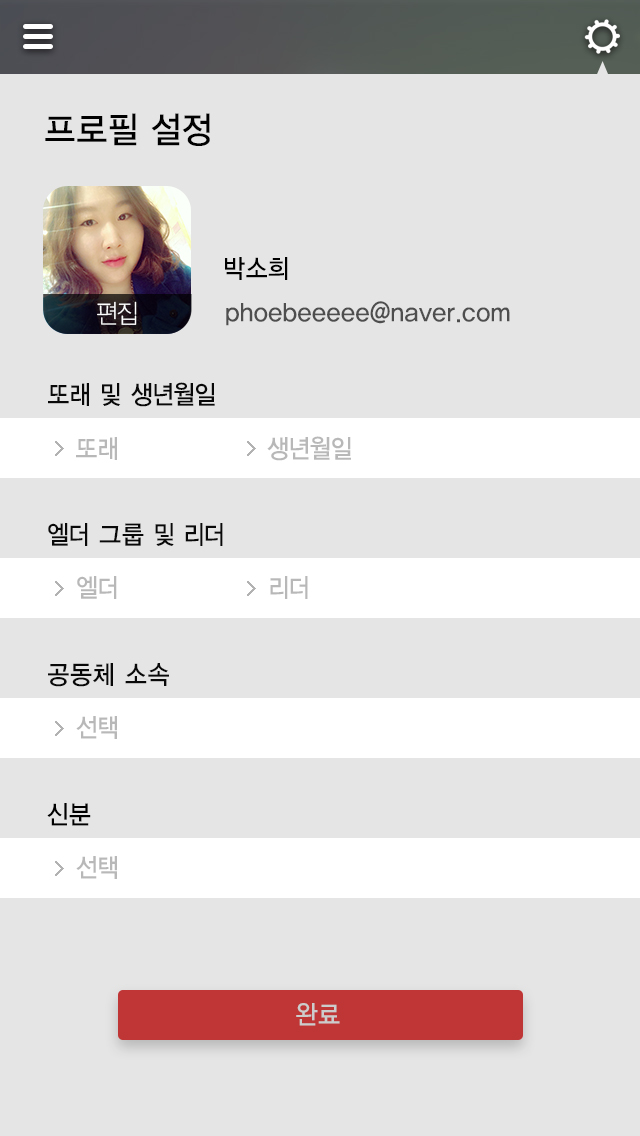 프로필 설정
편집
박소희
phoebeeeee@naver.com
또래 및 생년월일
또래 생년월일
엘더 그룹 및 리더
엘더 리더
공동체 소속
선택
신분
선택
완료